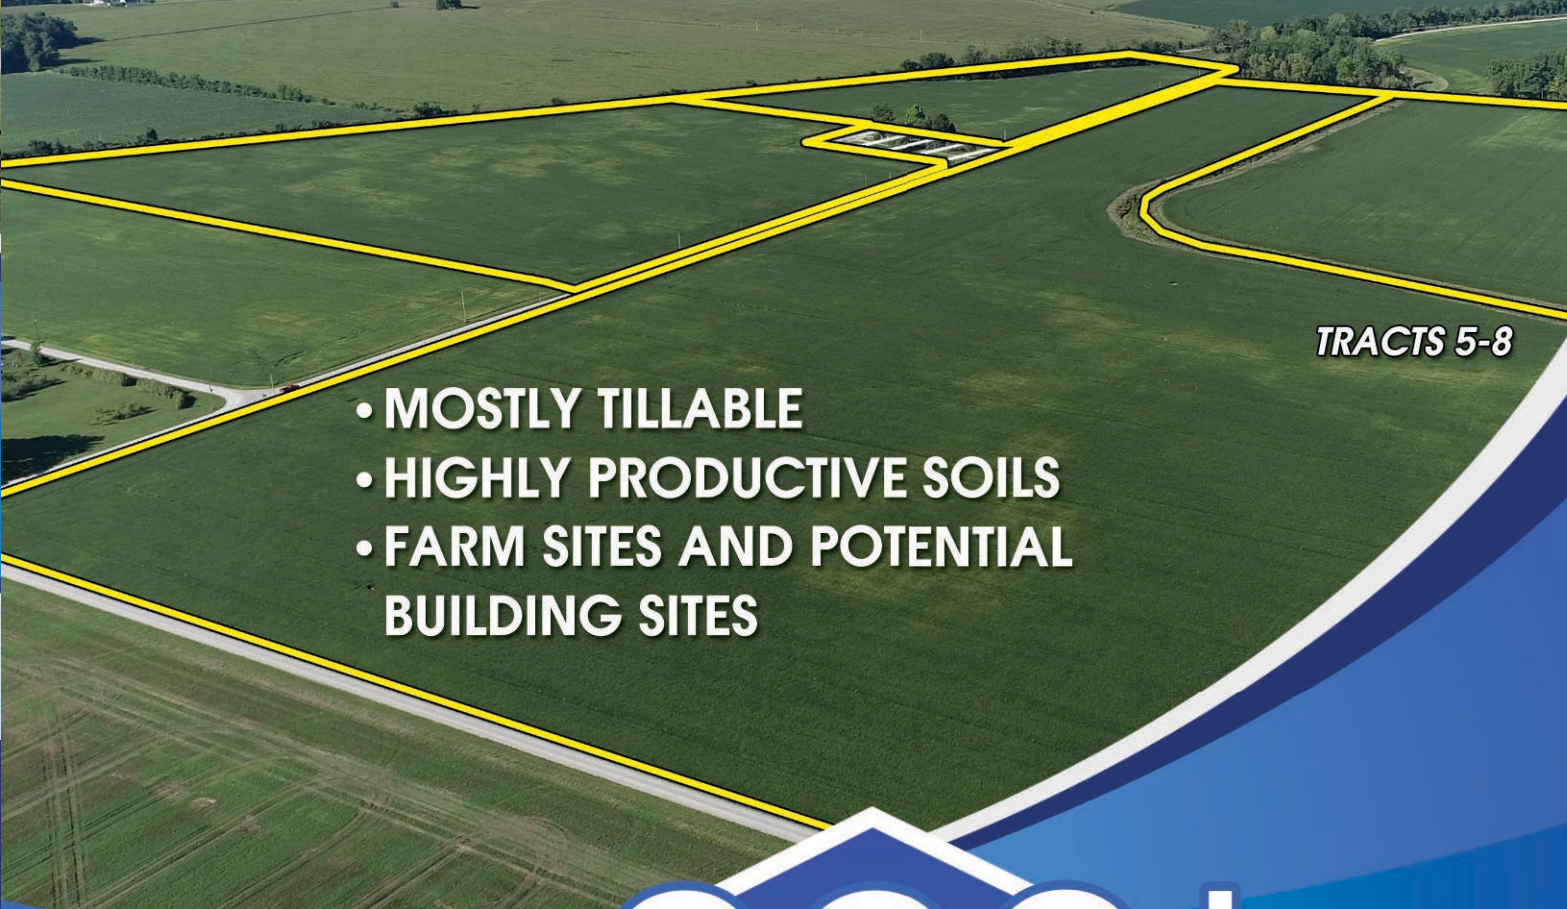 TRACTS 5-8
• MOSTLY TILLABLE
• HIGHLY PRODUCTIVE SOILS
• FARM SITES AND POTENTIAL
BUILDING SITES